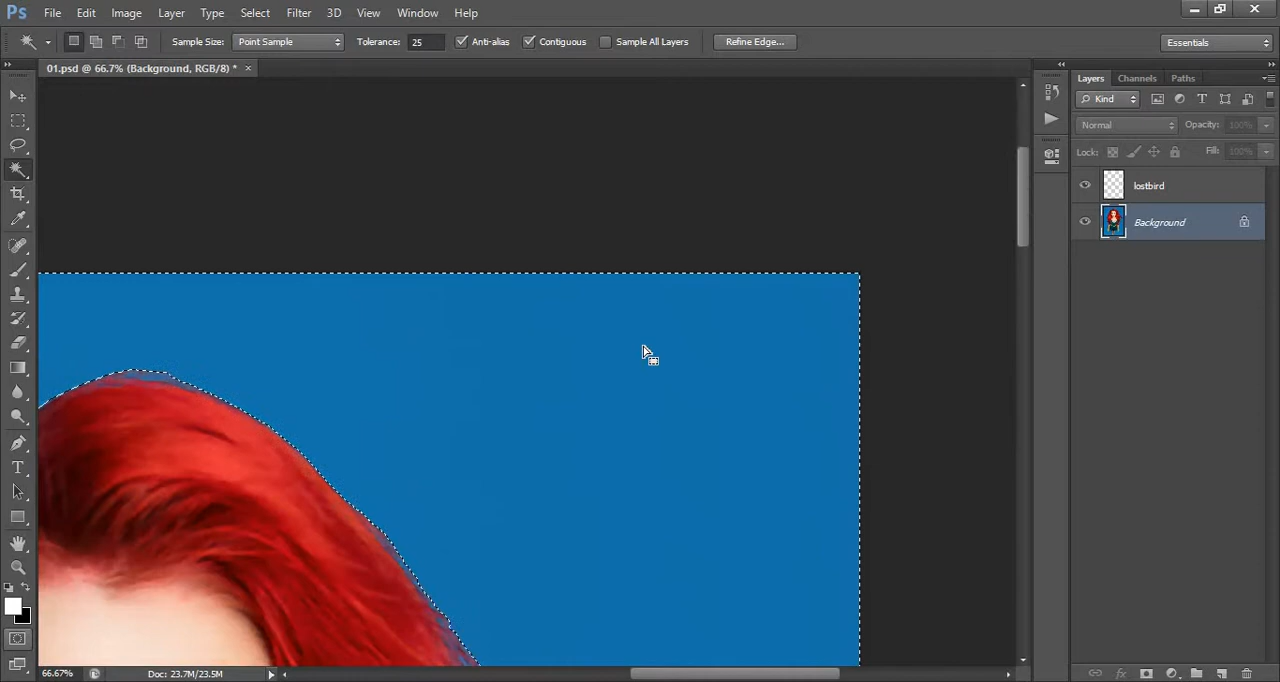 Ps File Edit Image Layer Type Select Filter 3D View Window Help
Sample Size: Point Sample Tolerance: 25 Anti-alias Contiguous Sample All Layers Refine Edge... Essentials
01.psd @ 66.7% (Background, RGB/8) * ×
Layers Channels Paths
Kind
Normal Opacity: 100%
Lock: Fill: 100%
lostbird
Background
66.67% Doc: 23.7M/23.5M